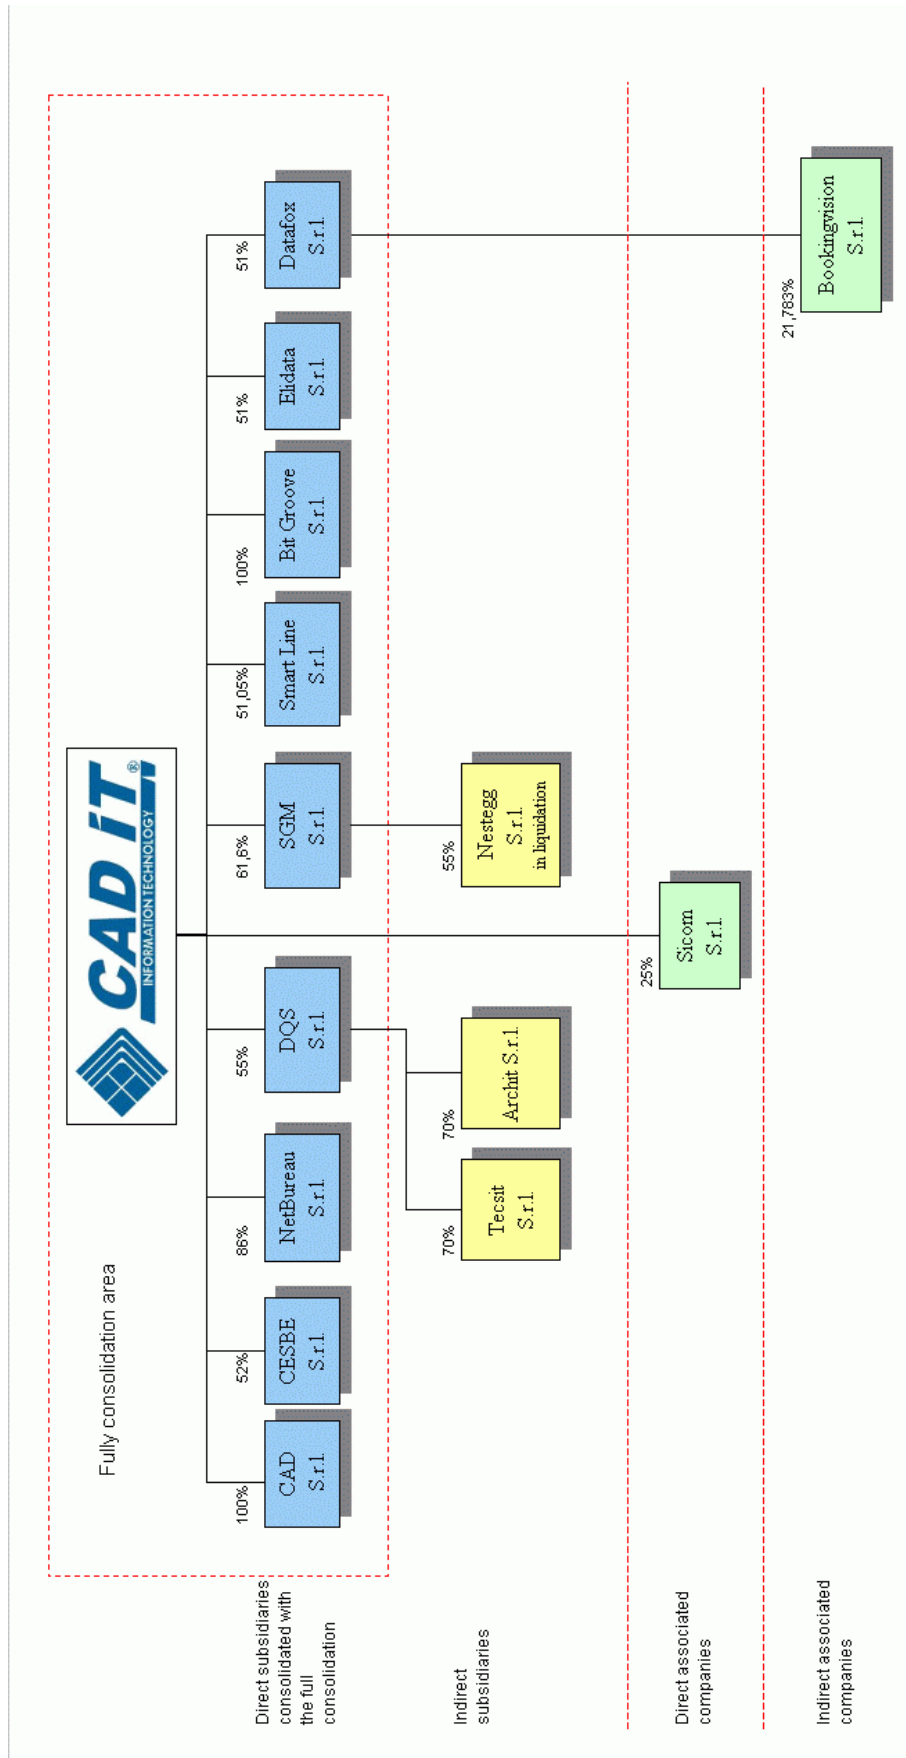 CAD iT®
INFORMATION TECHNOLOGY
Fully consolidation area
Direct subsidiaries
consolidated with
the full
consolidation
100%
CAD
S.r.l.
52%
CESBE
S.r.l.
86%
NetBureau
S.r.l.
55%
DQS
S.r.l.
61,6%
SGM
S.r.l.
51,05%
Smart Line
S.r.l.
100%
Bit Groove
S.r.l.
51%
Elidata
S.r.l.
51%
Datafox
S.r.l.
Indirect
subsidiaries
70%
Tecsit
S.r.l.
70%
Archit S.r.l.
55%
Nestegg
S.r.l.
in liquidation
Direct associated
companies
25%
Sicom
S.r.l.
Indirect associated
companies
21,783%
Bookingvision
S.r.l.